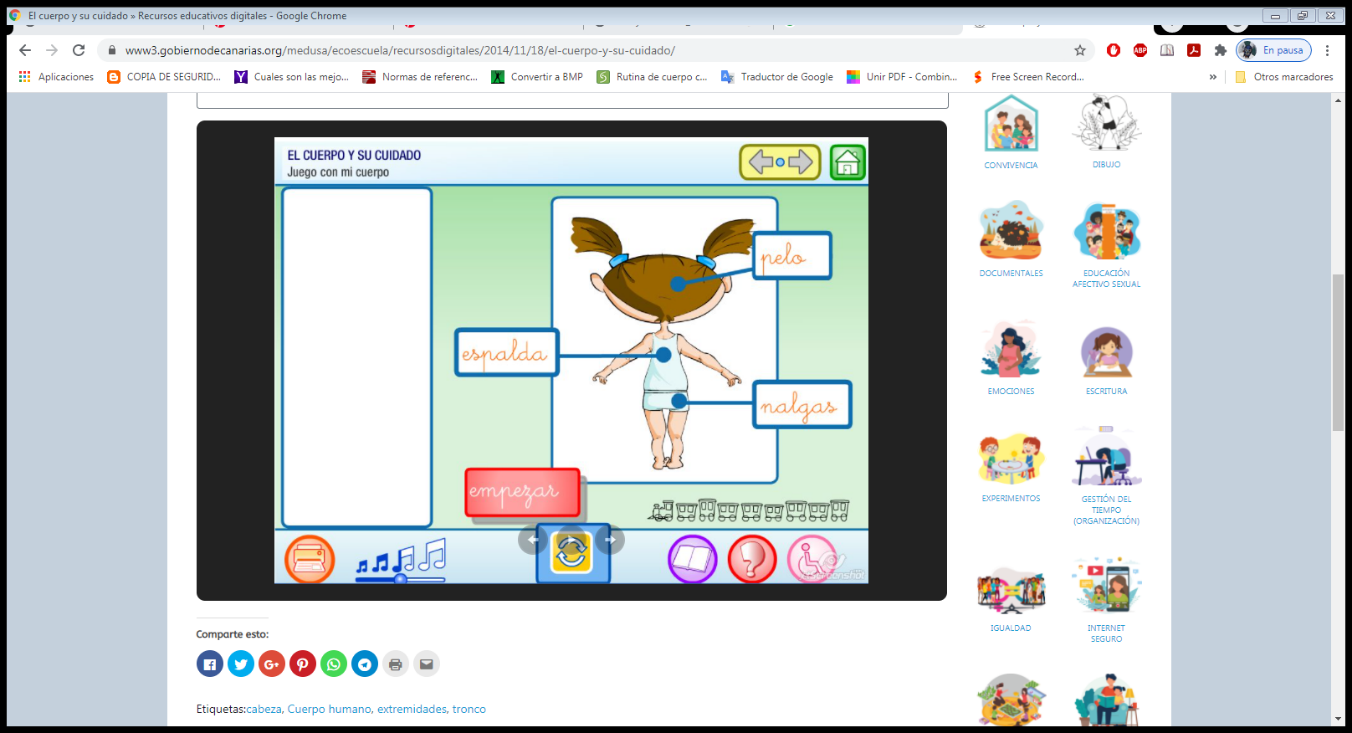 El cuerpo y su cuidado » Recursos educativos digitales - Google Chrome
www3.gobiernodecanarias.org/medusa/ecoescuela/recursosdigitales/2014/11/18/el-cuerpo-y-su-cuidado/
ABP
En pausa
Aplicaciones
COPIA DE SEGURID...
Cuales son las mejo...
Normas de referenc...
Convertir a BMP
Rutina de cuerpo c...
Traductor de Google
Unir PDF - Combin...
Free Screen Record...
»
Otros marcadores
EL CUERPO Y SU CUIDADO
Juego con mi cuerpo
pelo
espalda
nalgas
empezar
Comparte esto:
Etiquetas:cabeza, Cuerpo humano, extremidades, tronco
CONVIVENCIA
DIBUJO
DOCUMENTALES
EDUCACIÓN
AFECTIVO SEXUAL
EMOCIONES
ESCRITURA
EXPERIMENTOS
GESTIÓN DEL
TIEMPO
(ORGANIZACIÓN)
IGUALDAD
INTERNET
SEGURO